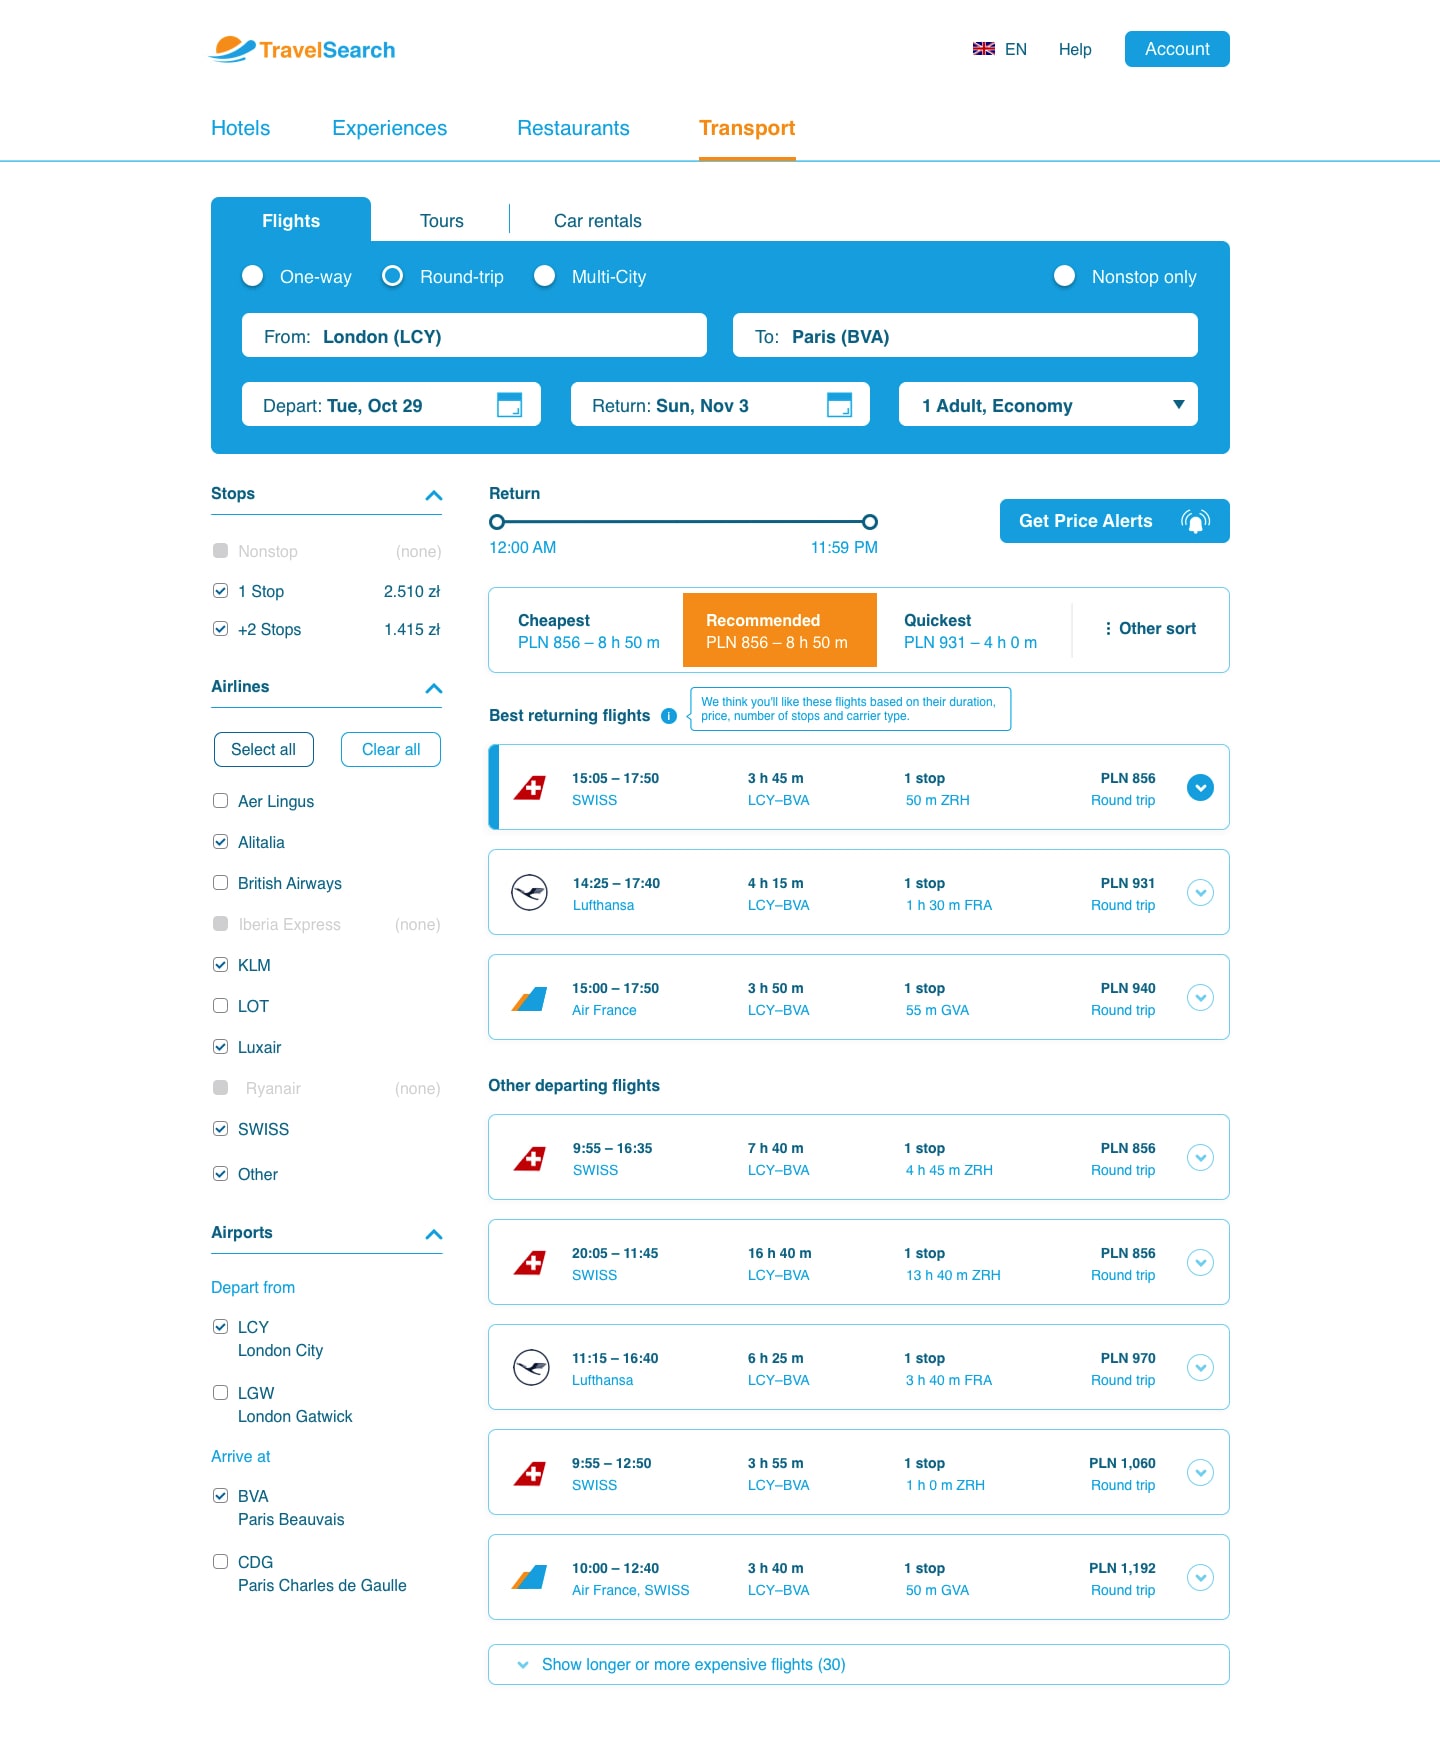 TravelSearch
EN Help Account
Hotels Experiences Restaurants Transport
Flights Tours Car rentals
One-way Round-trip Multi-City Nonstop only
From: London (LCY) To: Paris (BVA)
Depart: Tue, Oct 29 Return: Sun, Nov 3 1 Adult, Economy
Stops
Nonstop (none)
1 Stop 2.510 zł
+2 Stops 1.415 zł
Airlines
Select all Clear all
Aer Lingus
Alitalia
British Airways
Iberia Express (none)
KLM
LOT
Luxair
Ryanair (none)
SWISS
Other
Airports
Depart from
LCY
London City
LGW
London Gatwick
Arrive at
BVA
Paris Beauvais
CDG
Paris Charles de Gaulle
Return
12:00 AM 11:59 PM
Get Price Alerts
Cheapest Recommended Quickest
PLN 856 – 8 h 50 m PLN 856 – 8 h 50 m PLN 931 – 4 h 0 m
Other sort
Best returning flights i
We think you'll like these flights based on their duration,
price, number of stops and carrier type.
15:05 – 17:50 3 h 45 m 1 stop PLN 856
SWISS LCY–BVA 50 m ZRH Round trip
14:25 – 17:40 4 h 15 m 1 stop PLN 931
Lufthansa LCY–BVA 1 h 30 m FRA Round trip
15:00 – 17:50 3 h 50 m 1 stop PLN 940
Air France LCY–BVA 55 m GVA Round trip
Other departing flights
9:55 – 16:35 7 h 40 m 1 stop PLN 856
SWISS LCY–BVA 4 h 45 m ZRH Round trip
20:05 – 11:45 16 h 40 m 1 stop PLN 856
SWISS LCY–BVA 13 h 40 m ZRH Round trip
11:15 – 16:40 6 h 25 m 1 stop PLN 970
Lufthansa LCY–BVA 3 h 40 m FRA Round trip
9:55 – 12:50 3 h 55 m 1 stop PLN 1,060
SWISS LCY–BVA 1 h 0 m ZRH Round trip
10:00 – 12:40 3 h 40 m 1 stop PLN 1,192
Air France, SWISS LCY–BVA 50 m GVA Round trip
Show longer or more expensive flights (30)